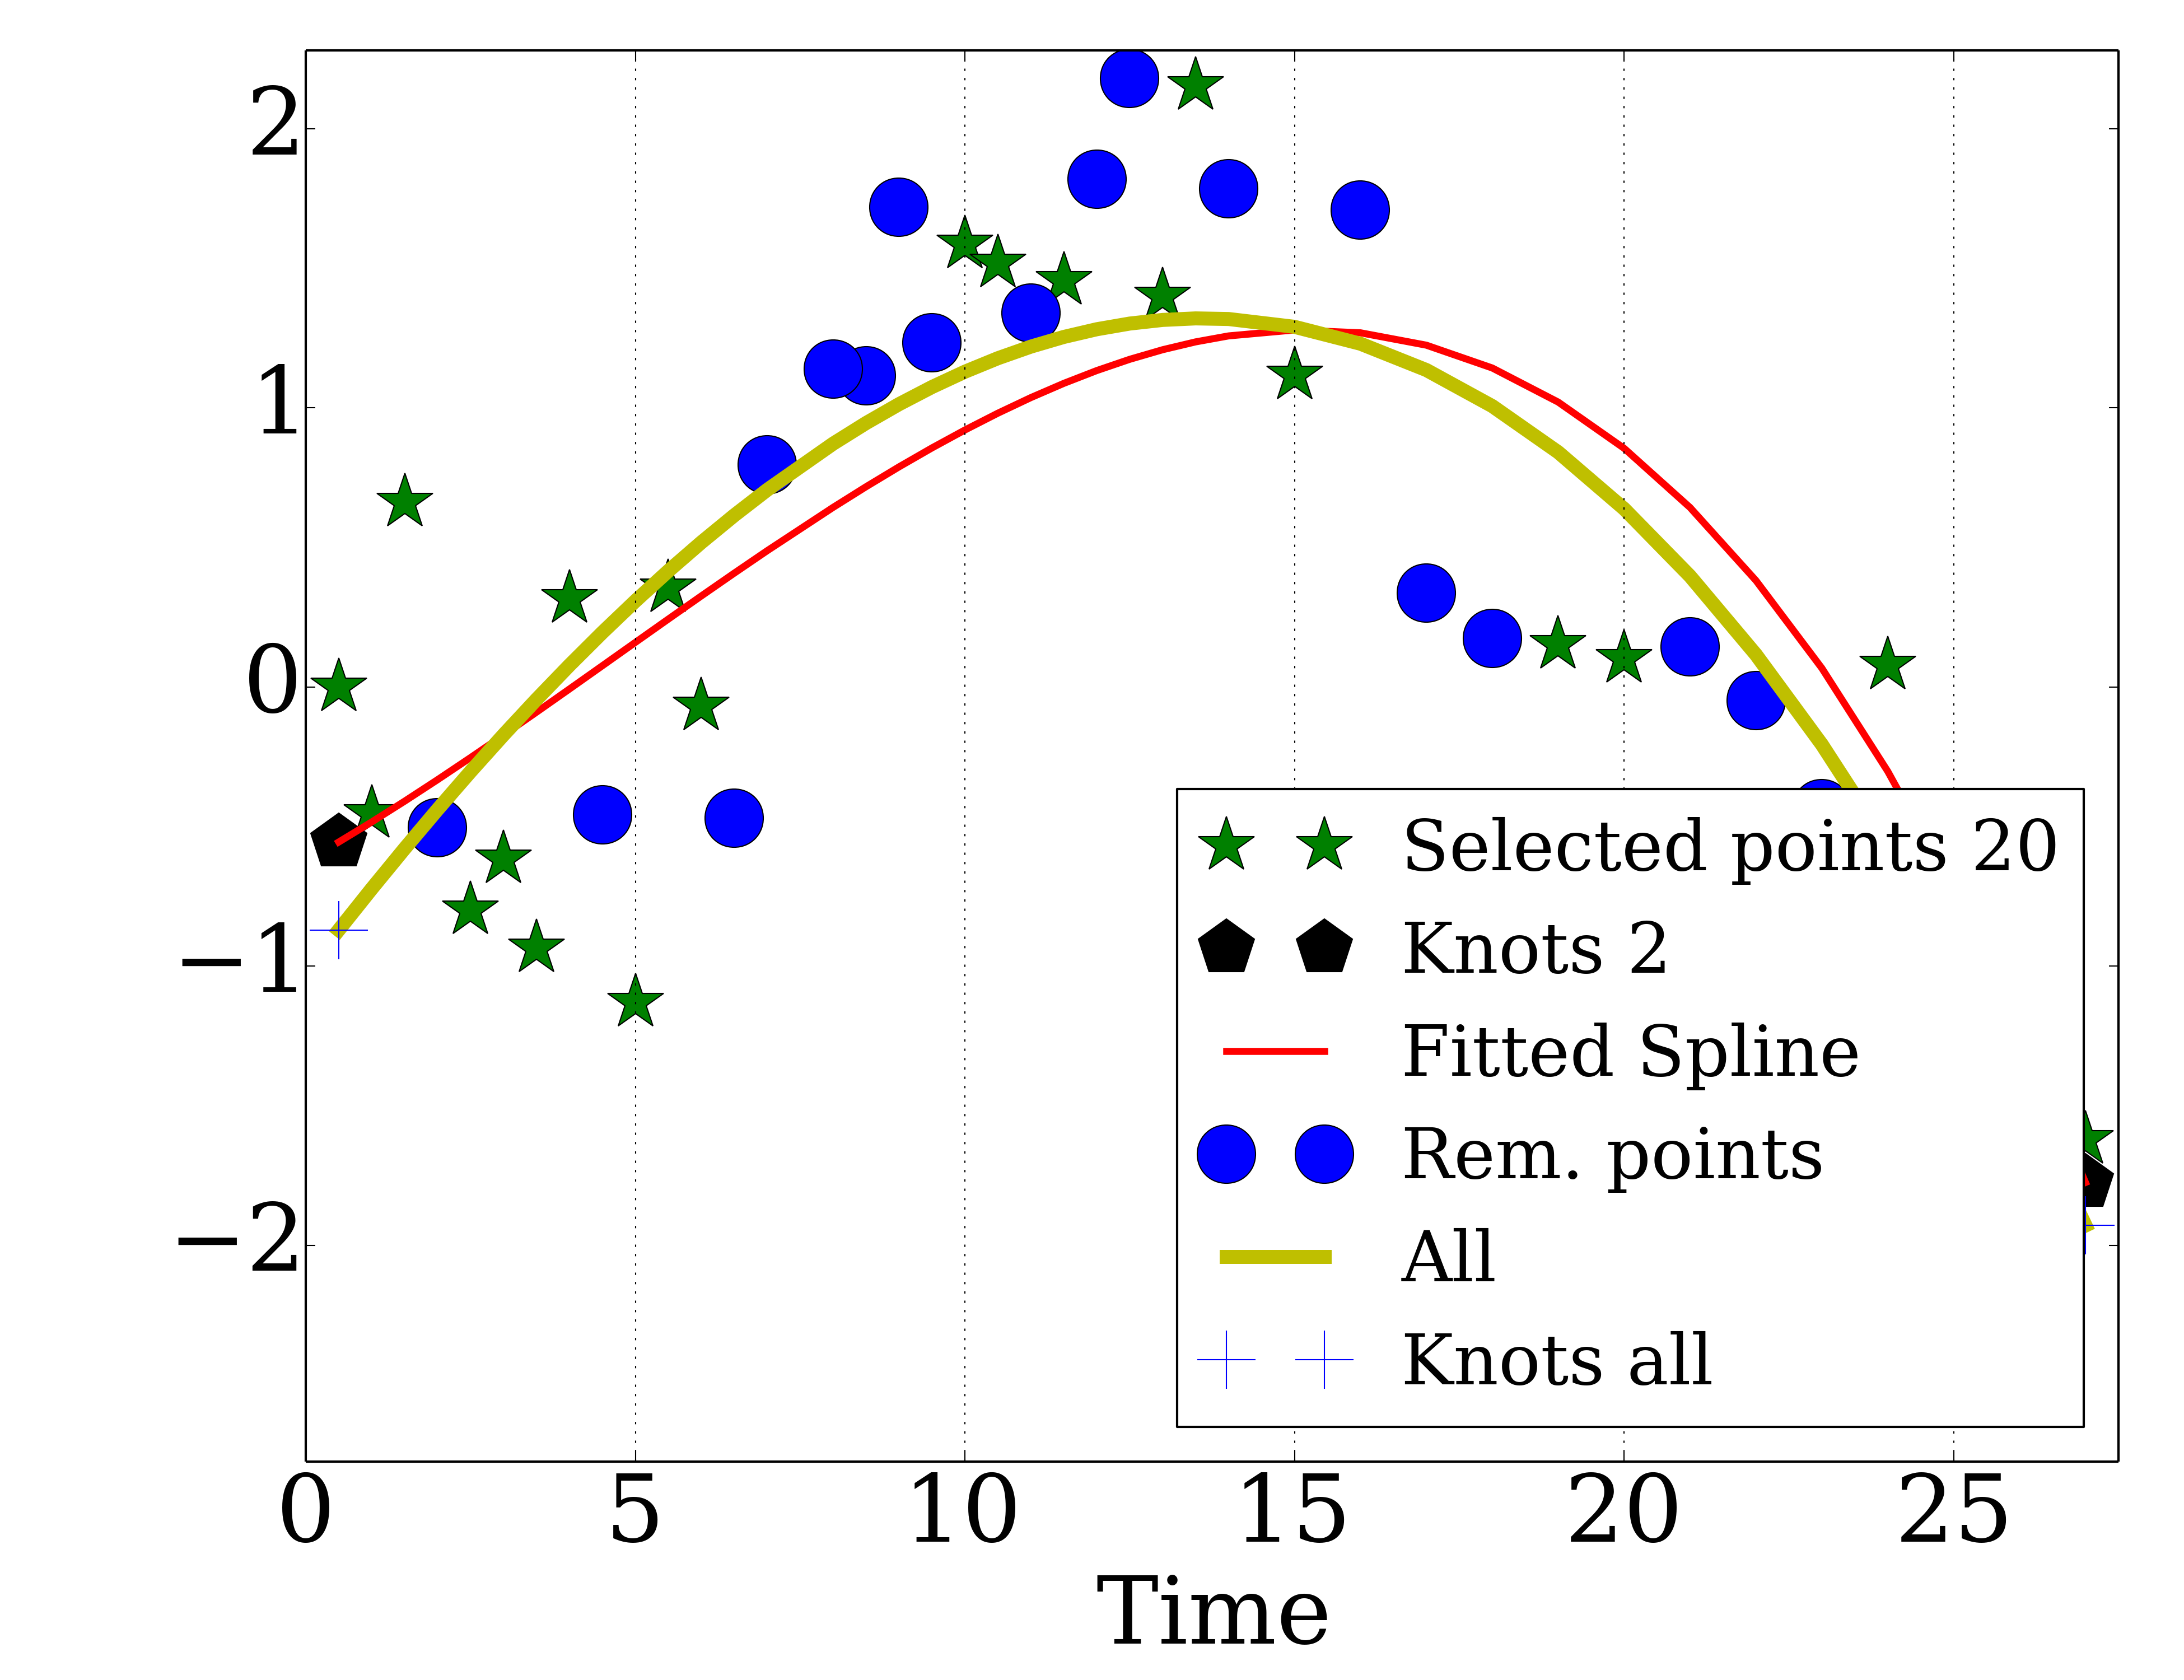 2
1
0
−1
−2
Selected points 20
Knots 2
Fitted Spline
Rem. points
All
Knots all
0 5 10 15 20 25
Time